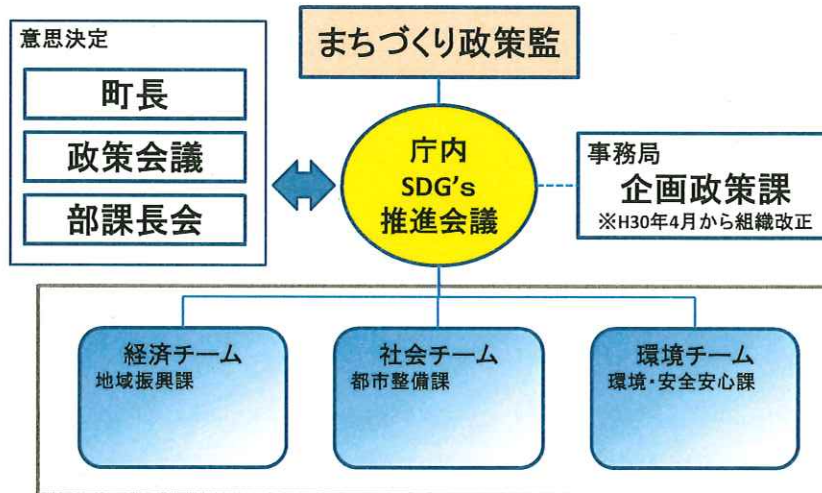 意思決定
町長
政策会議
部課長会
まちづくり政策監
庁内
SDG's
推進会議
事務局
企画政策課
※H30年4月から組織改正
経済チーム
地域振興課
社会チーム
都市整備課
環境チーム
環境・安全安心課